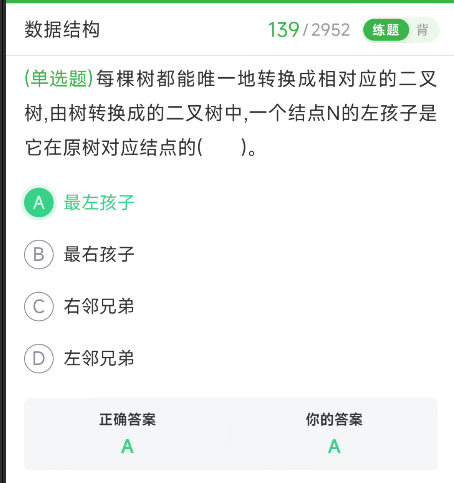 数据结构 139/2952 练题 背
(单选题)每棵树都能唯一地转换成相对应的二叉
树,由树转换成的二叉树中,一个结点N的左孩子是
它在原树对应结点的( )。
A 最左孩子
B 最右孩子
C 右邻兄弟
D 左邻兄弟
正确答案 你的答案
A A